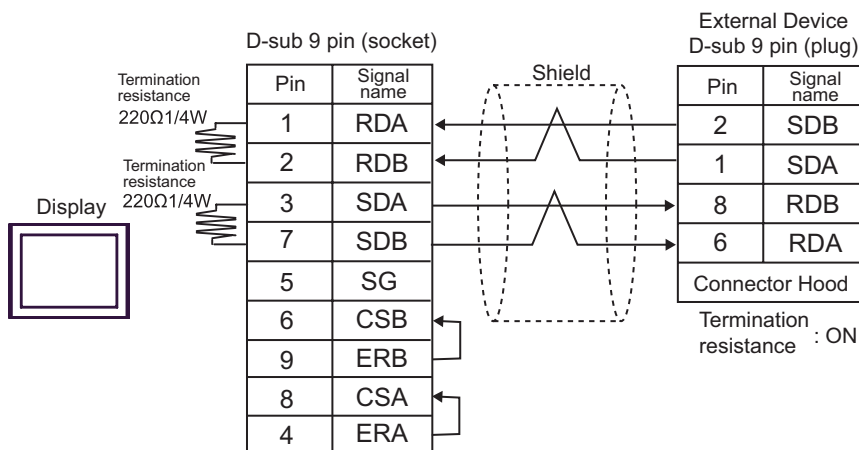 External Device
D-sub 9 pin (socket)
D-sub 9 pin (plug)
Termination
resistance
220Ω1/4W
Termination
resistance
220Ω1/4W
Display
Pin Signal name
1 RDA
2 RDB
3 SDA
7 SDB
5 SG
6 CSB
9 ERB
8 CSA
4 ERA
Shield
Pin Signal name
2 SDB
1 SDA
8 RDB
6 RDA
Connector Hood
Termination
resistance : ON